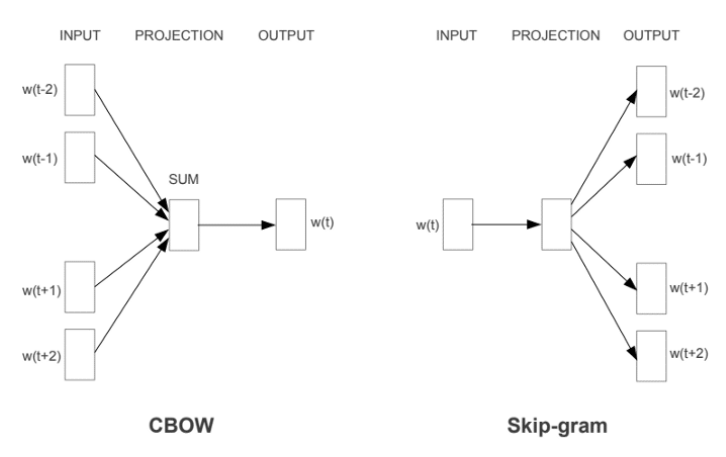 INPUT PROJECTION OUTPUT
w(t-2)
w(t-1)
SUM
w(t)
w(t+1)
w(t+2)
CBOW
INPUT PROJECTION OUTPUT
w(t-2)
w(t-1)
w(t)
w(t+1)
w(t+2)
Skip-gram